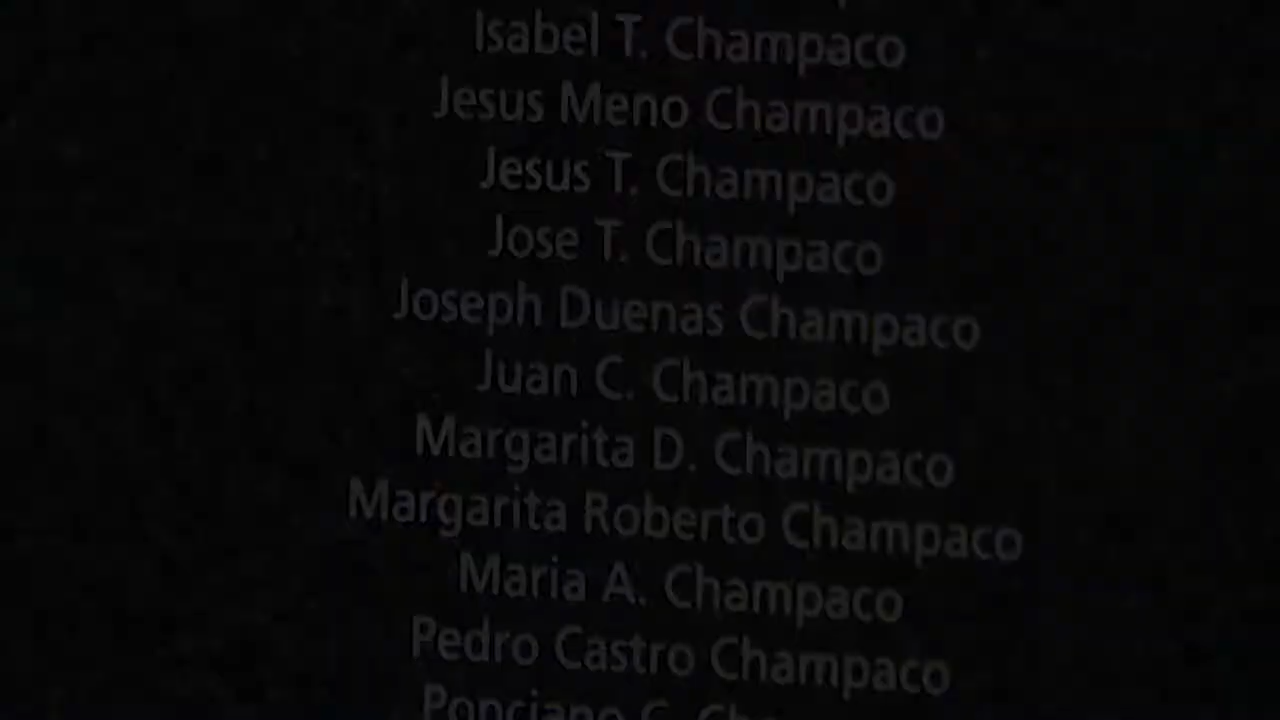 Isabel T. Champaco
Jesus Meno Champaco
Jesus T. Champaco
Jose T. Champaco
Joseph Duenas Champaco
Juan C. Champaco
Margarita D. Champaco
Margarita Roberto Champaco
Maria A. Champaco
Pedro Castro Champaco
Ponciano C.